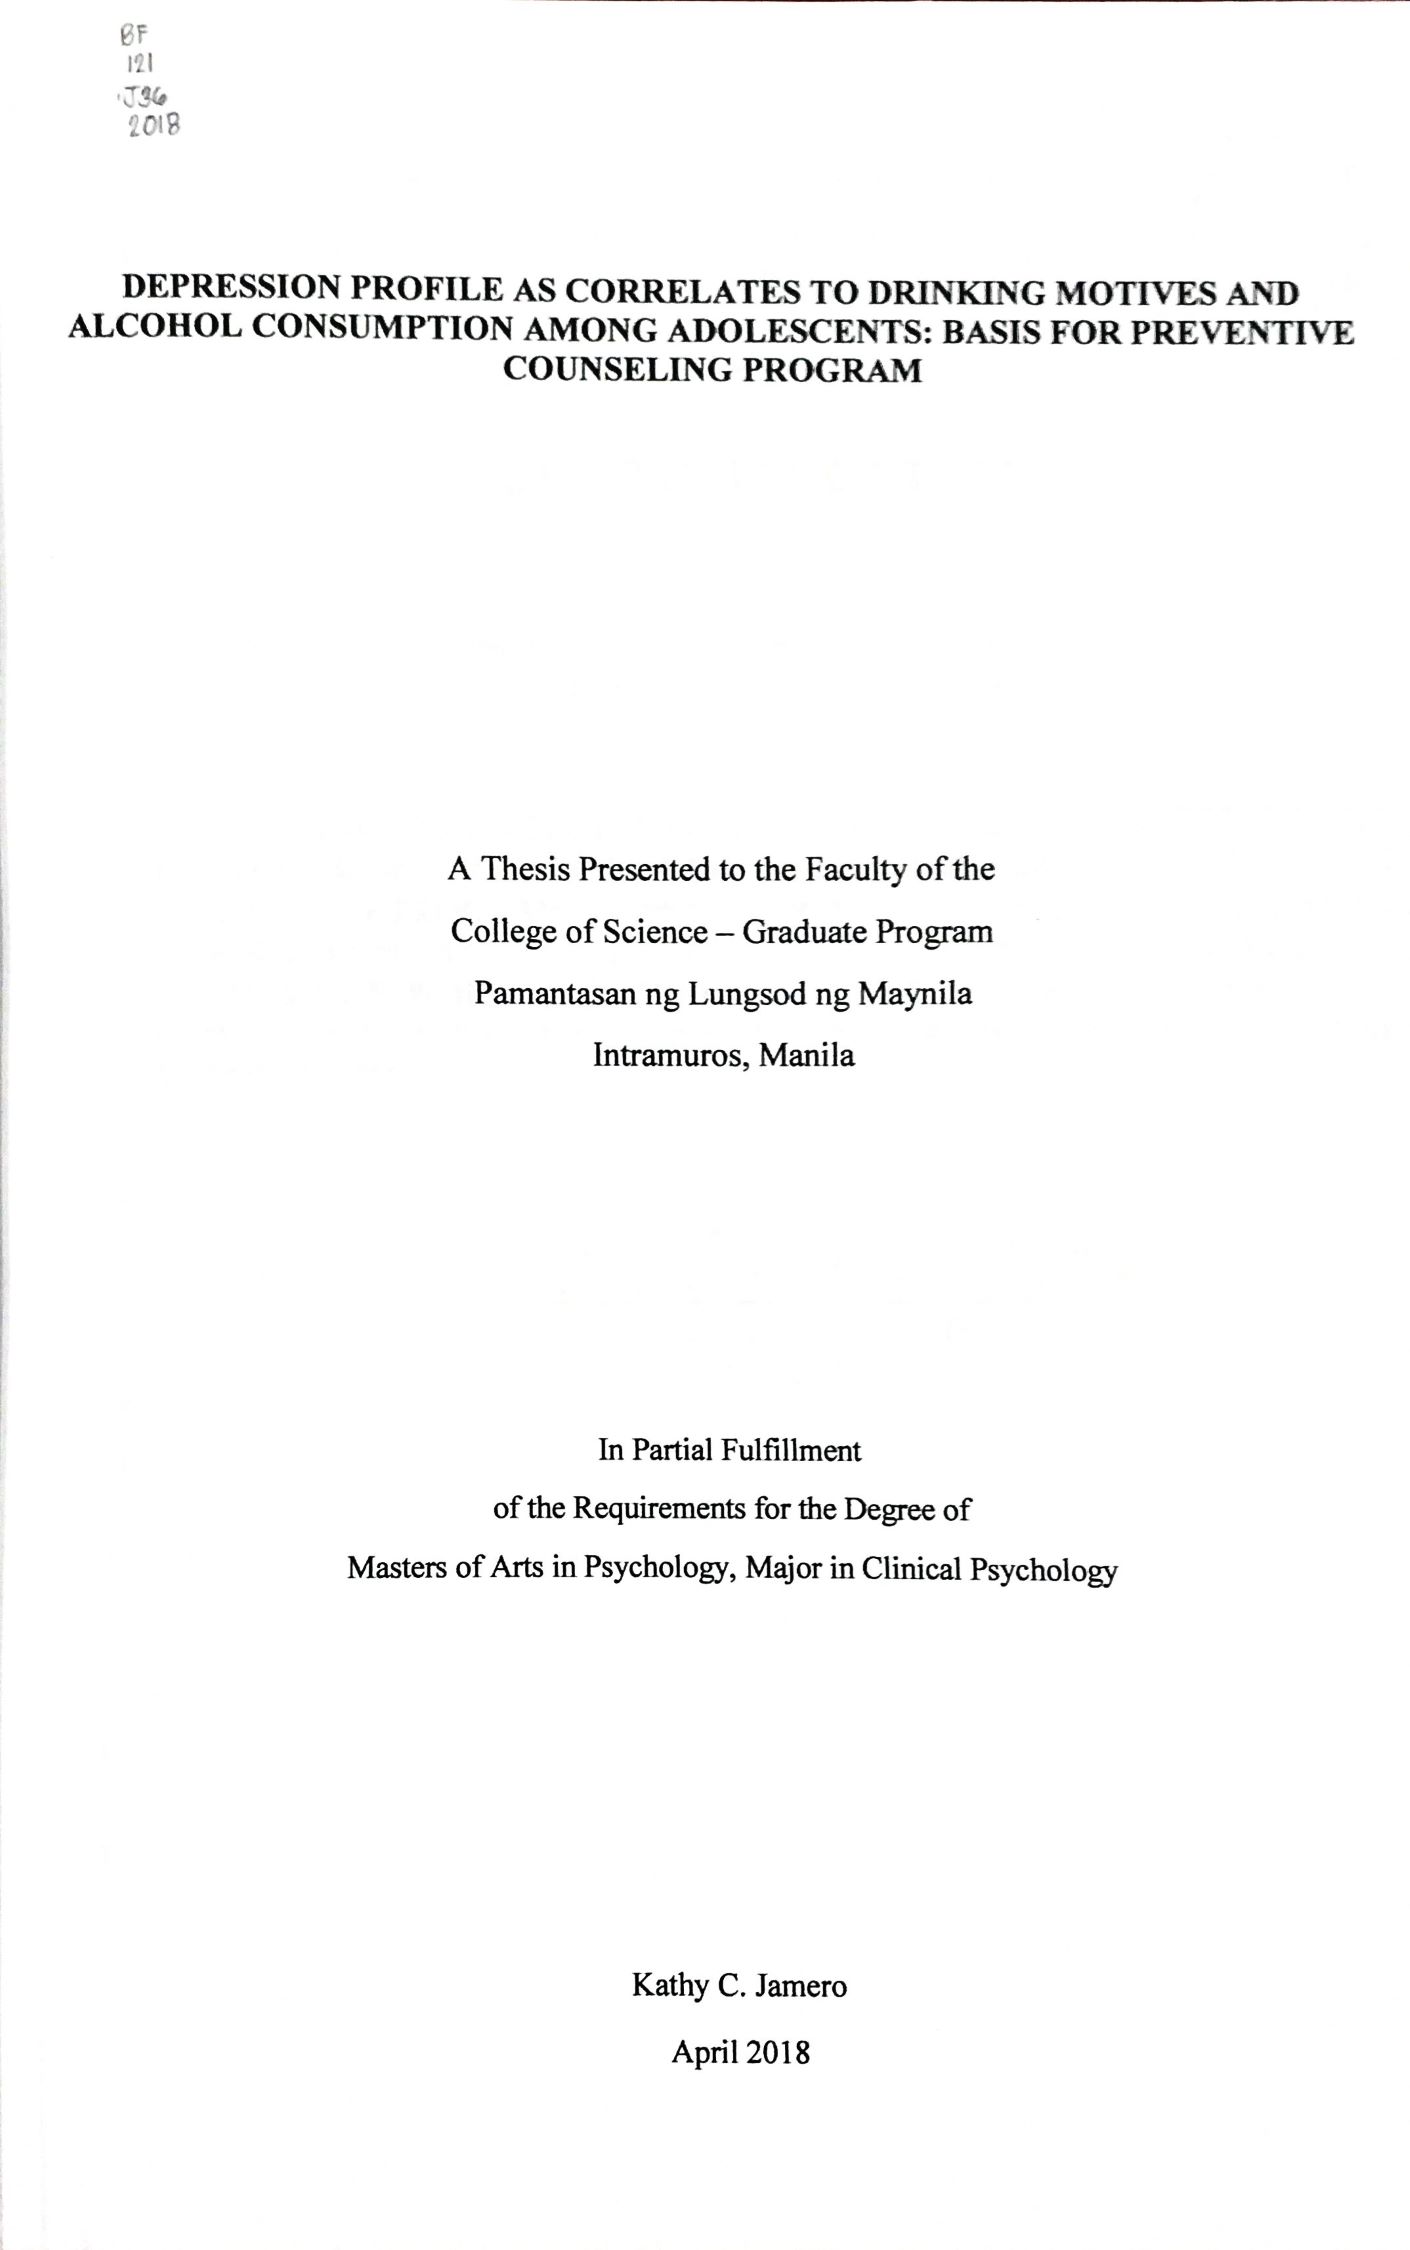 BF
121
.J36
2018
DEPRESSION PROFILE AS CORRELATES TO DRINKING MOTIVES AND
ALCOHOL CONSUMPTION AMONG ADOLESCENTS: BASIS FOR PREVENTIVE
COUNSELING PROGRAM
A Thesis Presented to the Faculty of the
College of Science – Graduate Program
Pamantasan ng Lungsod ng Maynila
Intramuros, Manila
In Partial Fulfillment
of the Requirements for the Degree of
Masters of Arts in Psychology, Major in Clinical Psychology
Kathy C. Jamero
April 2018